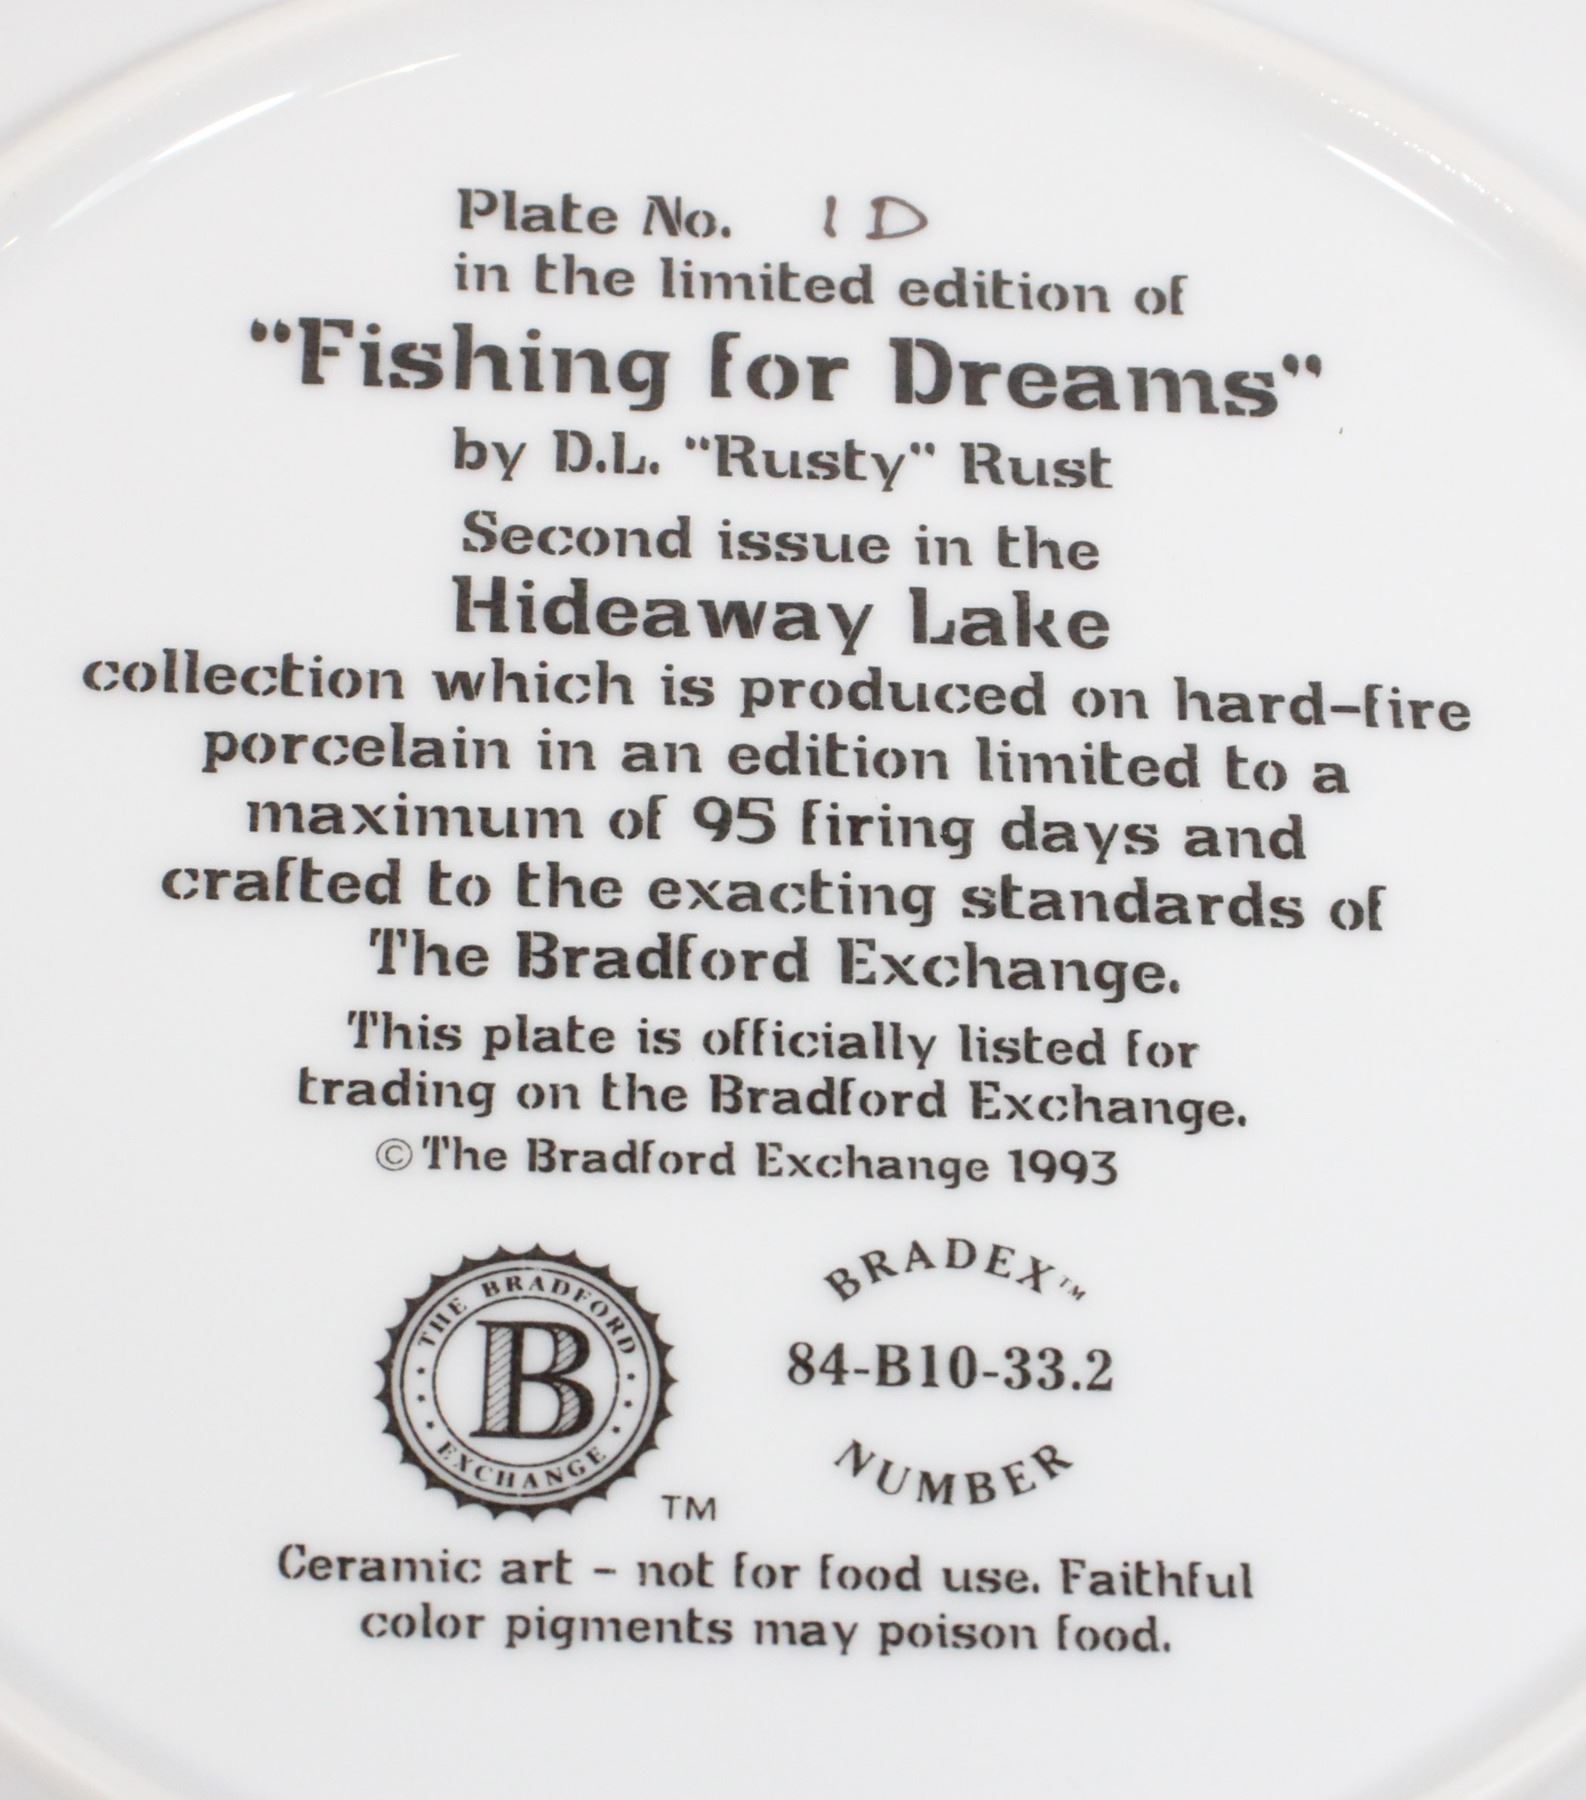 Plate No. 1 D
in the limited edition of
"Fishing for Dreams"
by D.L. "Rusty" Rust
Second issue in the
Hideaway Lake
collection which is produced on hard-fire
porcelain in an edition limited to a
maximum of 95 firing days and
crafted to the exacting standards of
The Bradford Exchange.
This plate is officially listed for
trading on the Bradford Exchange.
© The Bradford Exchange 1993
THE BRADFORD
B
EXCHANGE
TM
BRADEX™
84-B10-33.2
NUMBER
Ceramic art - not for food use. Faithful
color pigments may poison food.